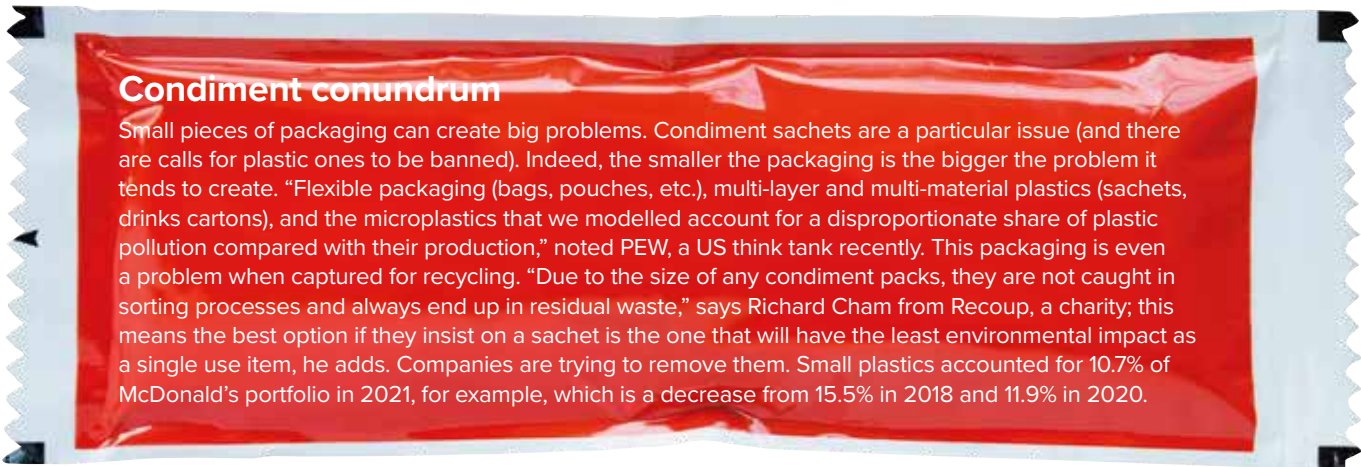 Condiment conundrum
Small pieces of packaging can create big problems. Condiment sachets are a particular issue (and there
are calls for plastic ones to be banned). Indeed, the smaller the packaging is the bigger the problem it
tends to create. “Flexible packaging (bags, pouches, etc.), multi-layer and multi-material plastics (sachets,
drinks cartons), and the microplastics that we modelled account for a disproportionate share of plastic
pollution compared with their production,” noted PEW, a US think tank recently. This packaging is even
a problem when captured for recycling. “Due to the size of any condiment packs, they are not caught in
sorting processes and always end up in residual waste,” says Richard Cham from Recoup, a charity; this
means the best option if they insist on a sachet is the one that will have the least environmental impact as
a single use item, he adds. Companies are trying to remove them. Small plastics accounted for 10.7% of
McDonald’s portfolio in 2021, for example, which is a decrease from 15.5% in 2018 and 11.9% in 2020.